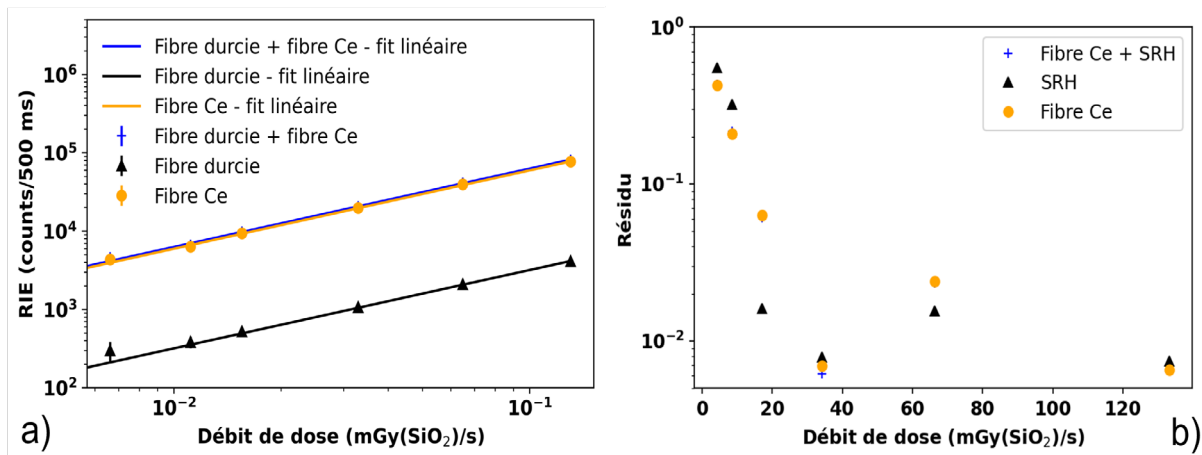 Fibre durcie + fibre Ce - fit linéaire
Fibre durcie - fit linéaire
Fibre Ce - fit linéaire
Fibre durcie + fibre Ce
Fibre durcie
Fibre Ce
RIE (counts/500 ms)
10⁶
10⁵
10⁴
10³
10²
10⁻²
10⁻¹
Débit de dose (mGy(SiO₂)/s)
a)
Fibre Ce + SRH
SRH
Fibre Ce
Résidu
10⁰
10⁻¹
10⁻²
0 20 40 60 80 100 120
Débit de dose (mGy(SiO₂)/s)
b)